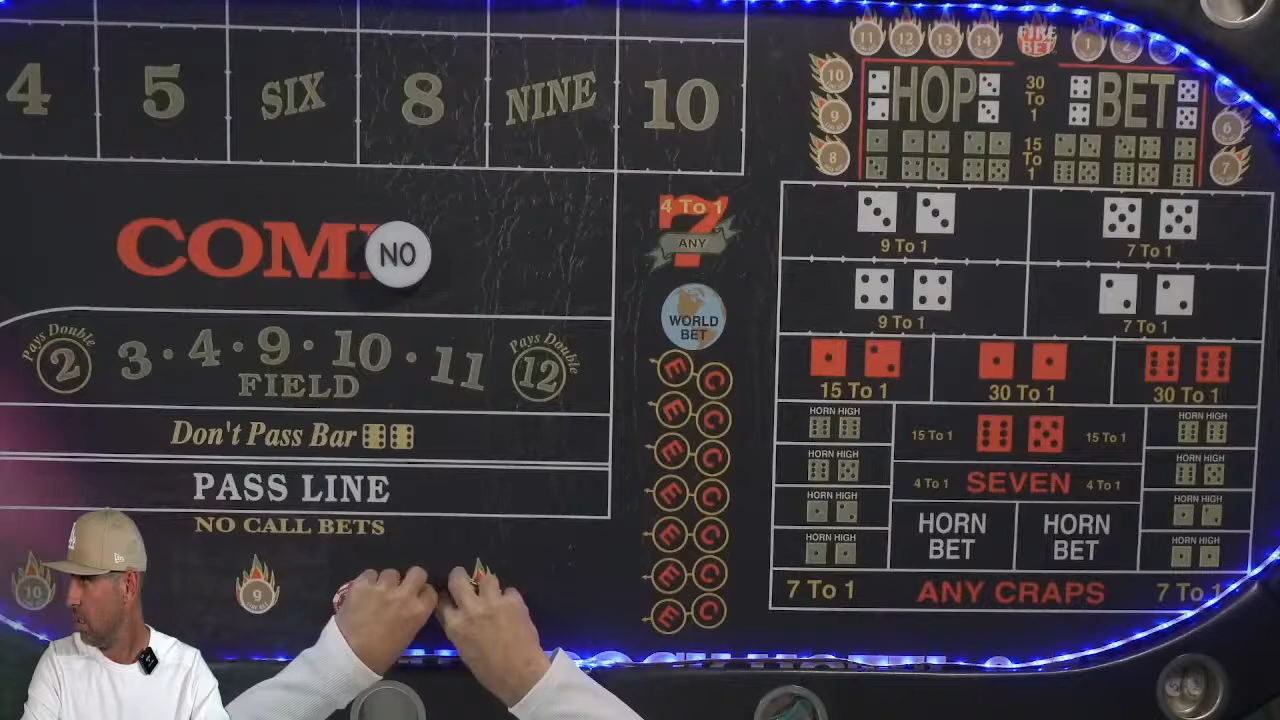 4 5 SIX 8 NINE 10
COM
NO
Pays Double
2
3 · 4 · 9 · 10 · 11
Pays Double
12
FIELD
Don't Pass Bar
PASS LINE
NO CALL BETS
10
9
4 To 1
7
ANY
WORLD
BET
E C
E C
E C
E C
E C
E C
E C
11 12 13 14 FIRE BET 1 2
10
9
8
6
7
HOP BET
30
To
1
15
To
1
9 To 1
7 To 1
9 To 1
7 To 1
15 To 1
30 To 1
30 To 1
HORN HIGH
HORN HIGH
HORN HIGH
HORN HIGH
15 To 1 15 To 1
4 To 1 SEVEN 4 To 1
HORN
BET
HORN
BET
HORN HIGH
HORN HIGH
HORN HIGH
HORN HIGH
7 To 1 ANY CRAPS 7 To 1